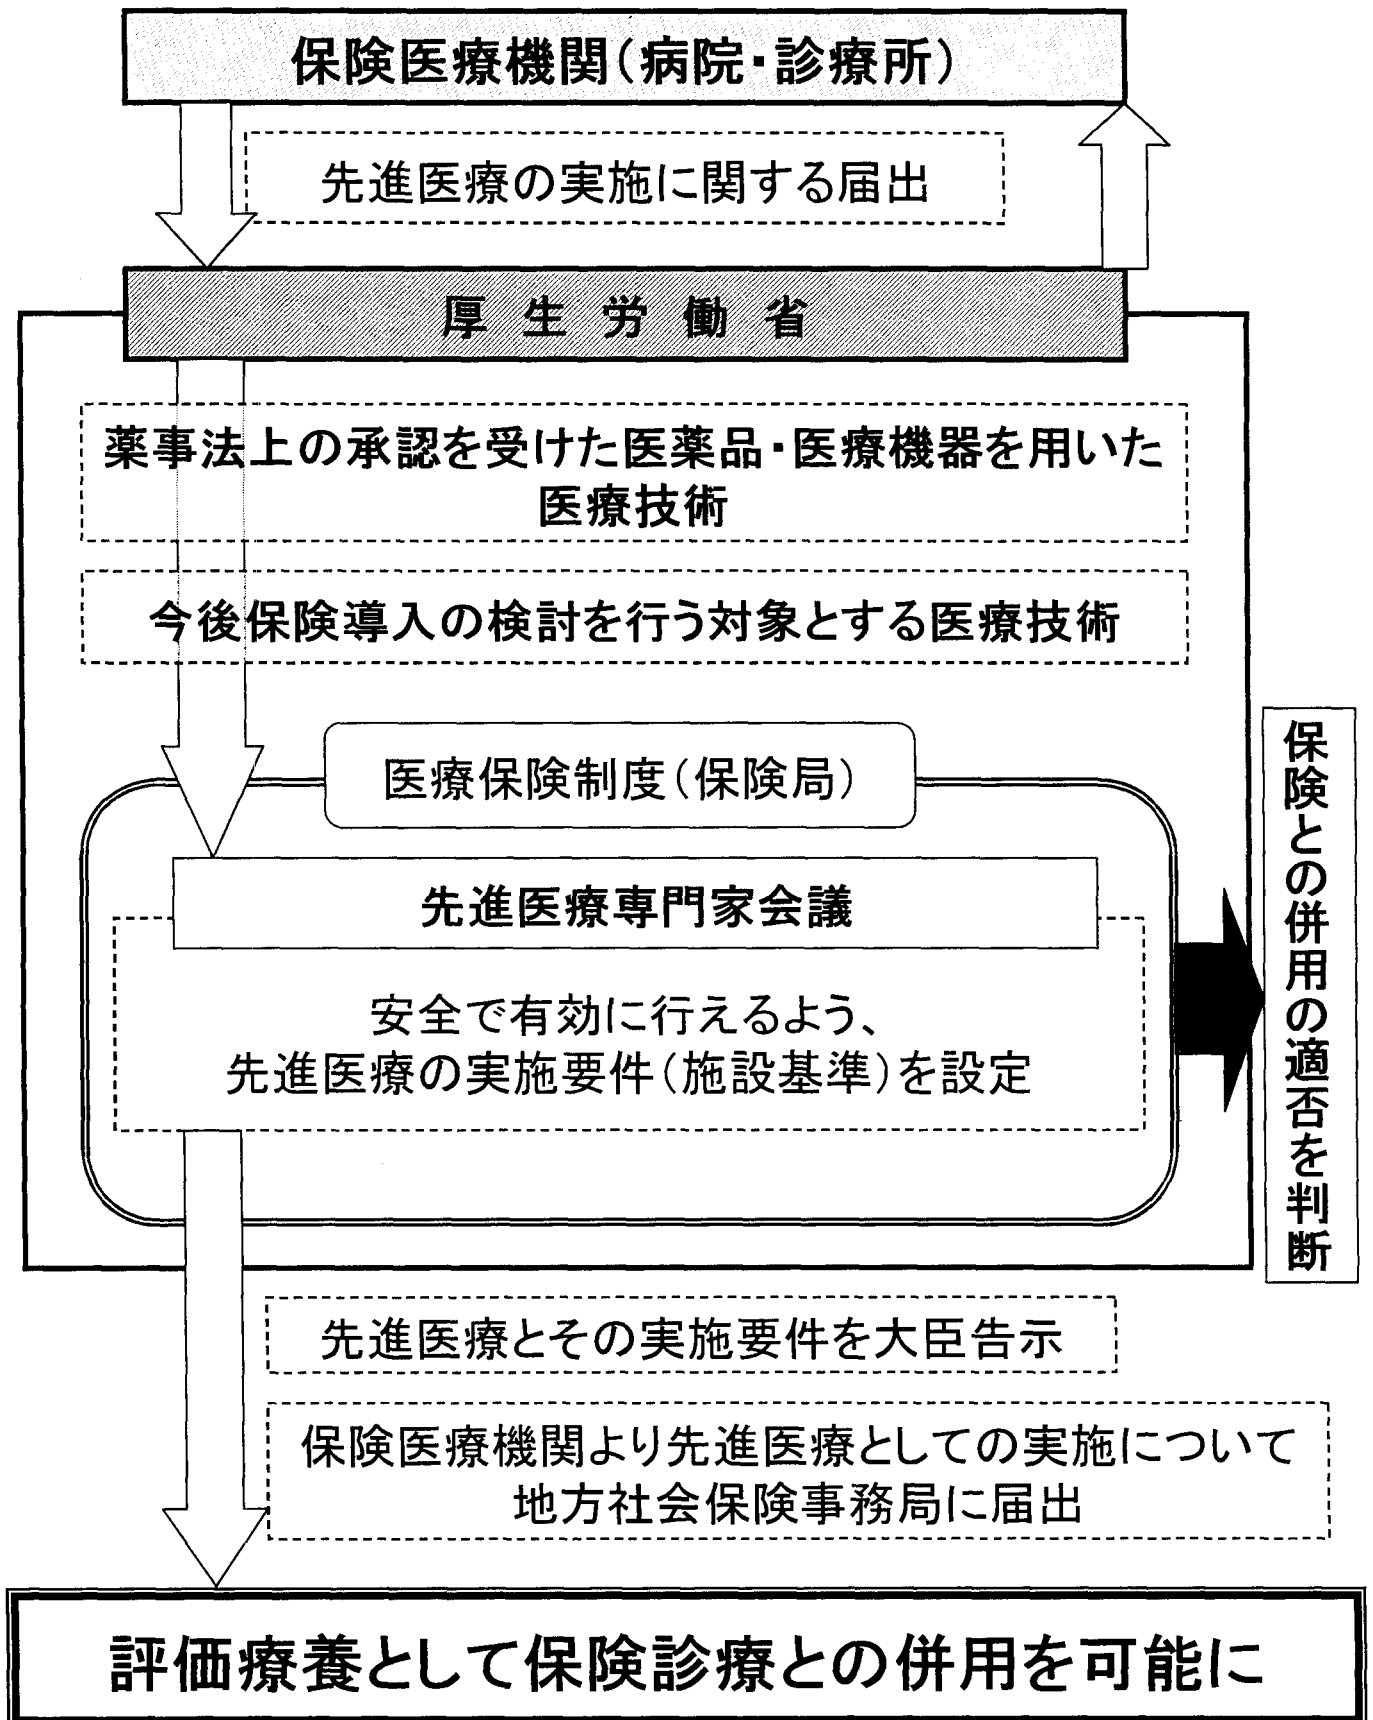 保険医療機関（病院・診療所）
先進医療の実施に関する届出
厚生労働省
薬事法上の承認を受けた医薬品・医療機器を用いた
医療技術
今後保険導入の検討を行う対象とする医療技術
医療保険制度（保険局）
先進医療専門家会議
安全で有効に行えるよう、
先進医療の実施要件（施設基準）を設定
保険との併用の適否を判断
先進医療とその実施要件を大臣告示
保険医療機関より先進医療としての実施について
地方社会保険事務局に届出
評価療養として保険診療との併用を可能に